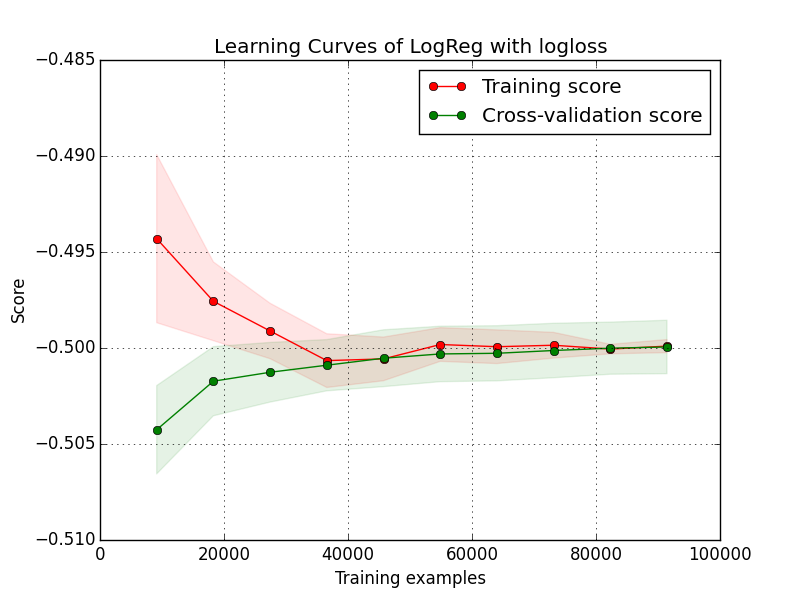 Learning Curves of LogReg with logloss
−0.485
−0.490
−0.495
−0.500
−0.505
−0.510
Score
Training score
Cross-validation score
0
20000
40000
60000
80000
100000
Training examples